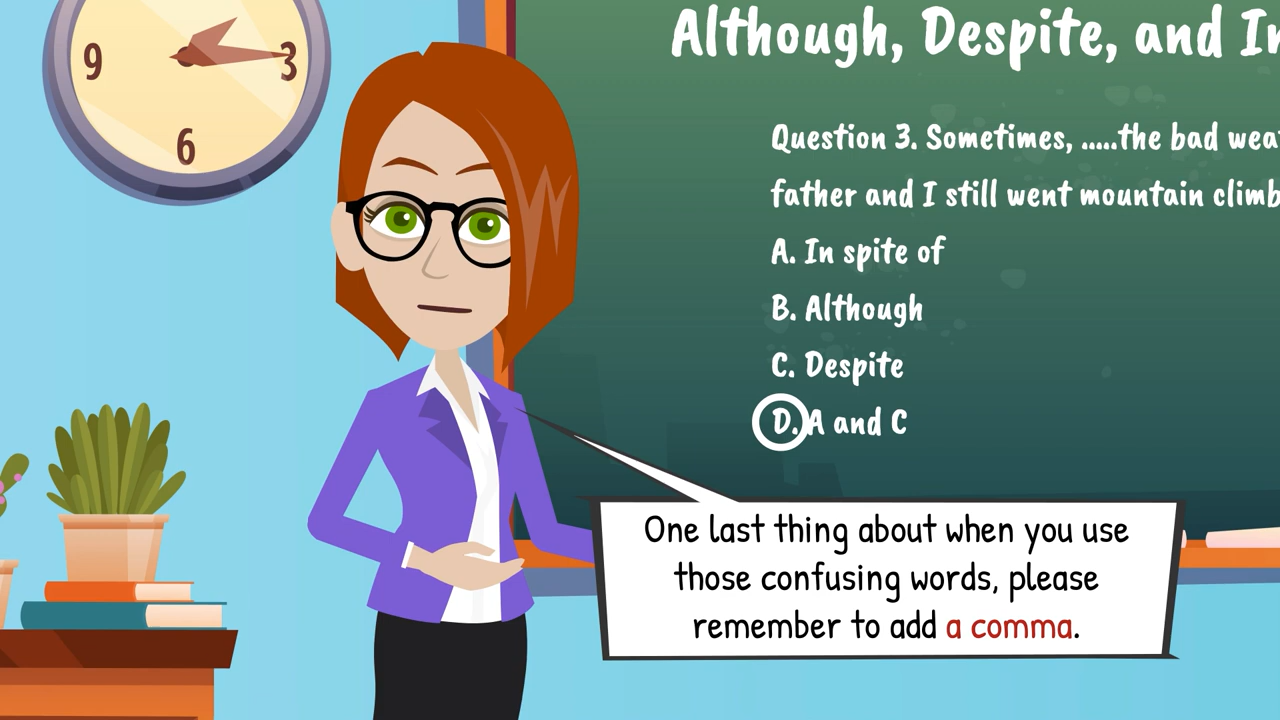 9
3
6
Although, Despite, and In
Question 3. Sometimes, .....the bad wea
father and I still went mountain climb
A. In spite of
B. Although
C. Despite
D. A and C
One last thing about when you use
those confusing words, please
remember to add a comma.